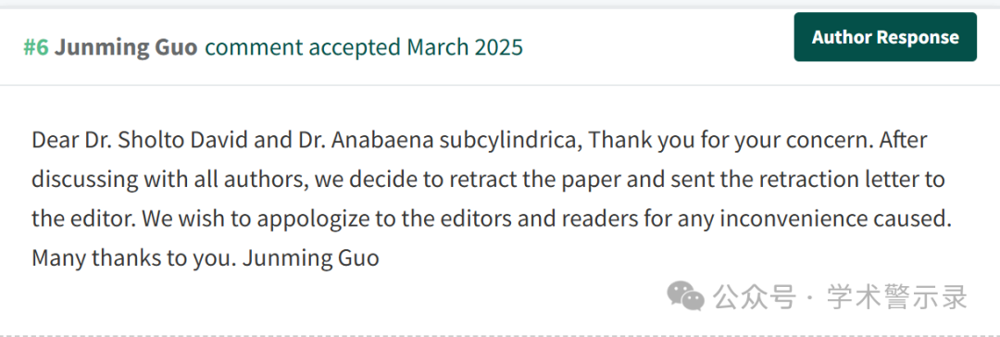 #6 Junming Guo comment accepted March 2025
Author Response
Dear Dr. Sholto David and Dr. Anabaena subcylindrica, Thank you for your concern. After
discussing with all authors, we decide to retract the paper and sent the retraction letter to
the editor. We wish to appologize to the editors and readers for any inconvenience caused.
Many thanks to you. Junming Guo
公众号 · 学术警示录